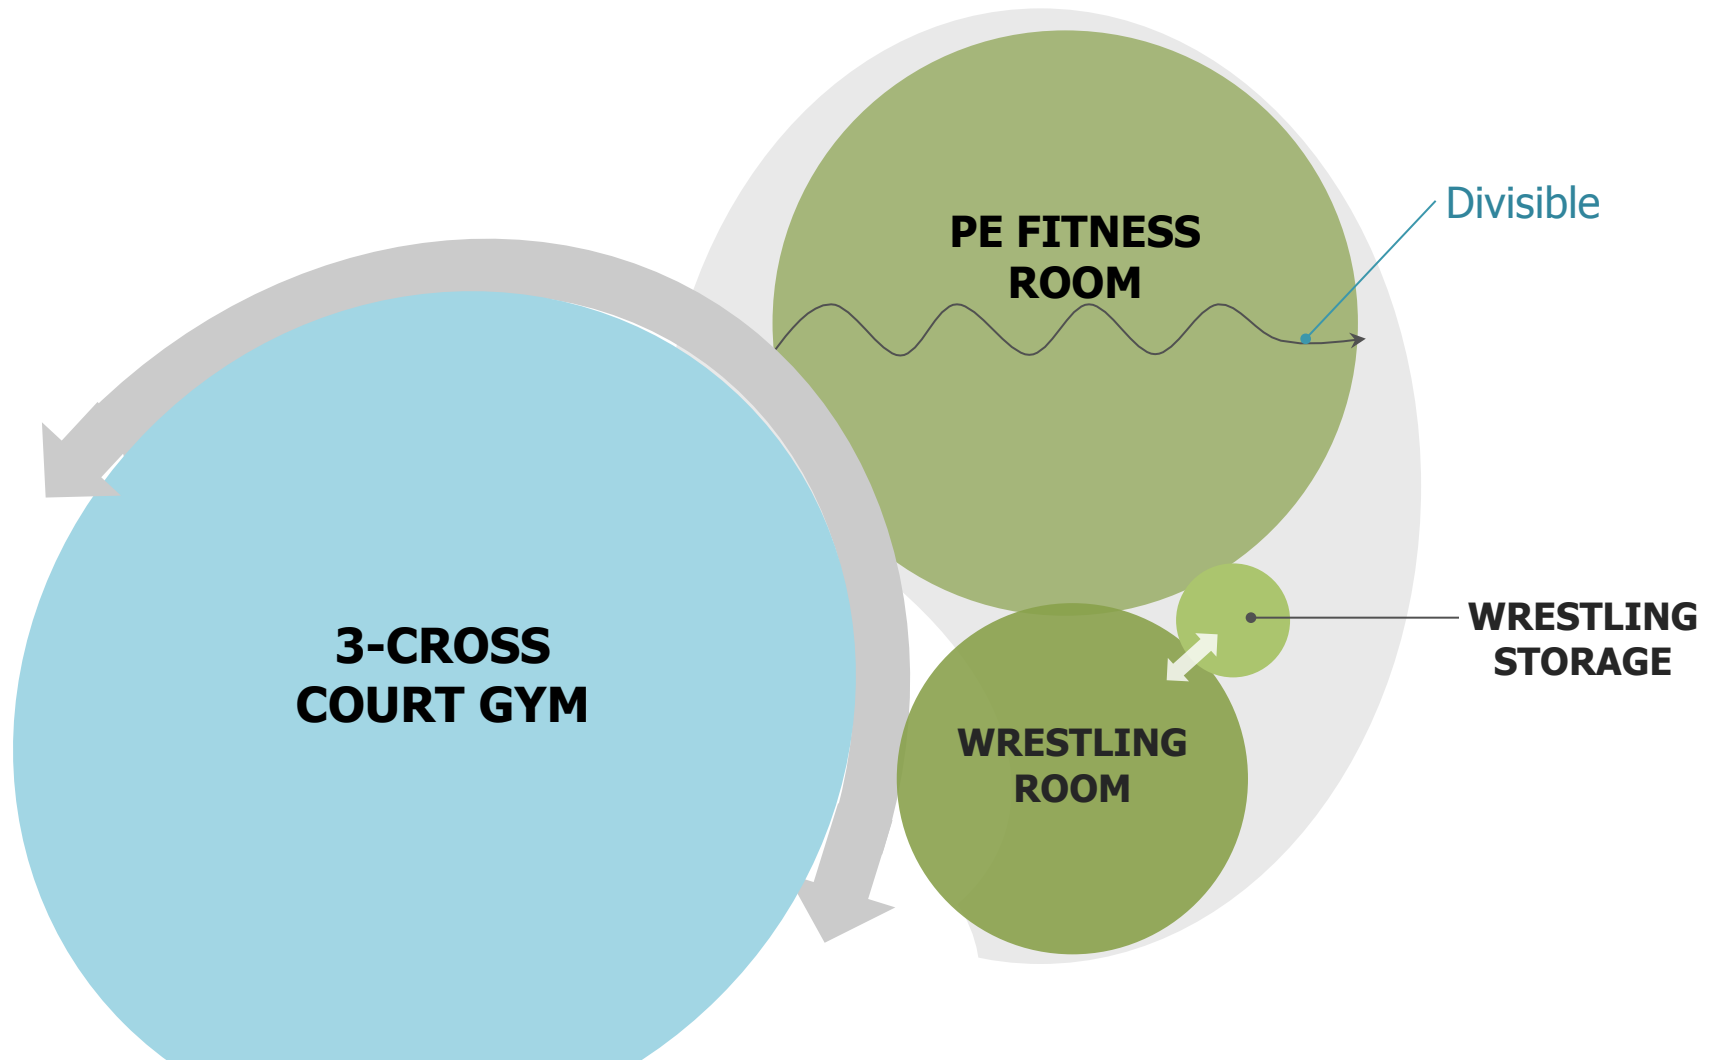 PE FITNESS
ROOM
Divisible
3-CROSS
COURT GYM
WRESTLING
STORAGE
WRESTLING
ROOM